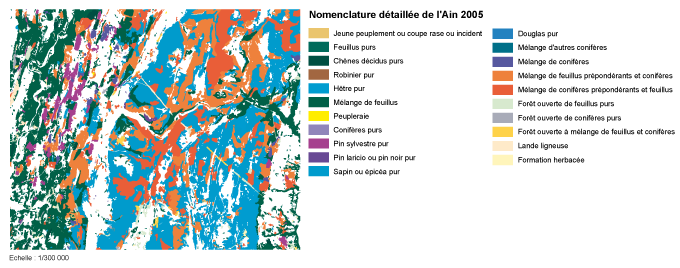 Nomenclature détaillée de l'Ain 2005
Jeune peuplement ou coupe rase ou incident
Feuillus purs
Chênes décidus purs
Robinier pur
Hêtre pur
Mélange de feuillus
Peupleraie
Conifères purs
Pin sylvestre pur
Pin laricio ou pin noir pur
Sapin ou épicéa pur
Douglas pur
Mélange d'autres conifères
Mélange de conifères
Mélange de feuillus prépondérants et conifères
Mélange de conifères prépondérants et feuillus
Forêt ouverte de feuillus purs
Forêt ouverte de conifères purs
Forêt ouverte à mélange de feuillus et conifères
Lande ligneuse
Formation herbacée
Echelle : 1/300 000